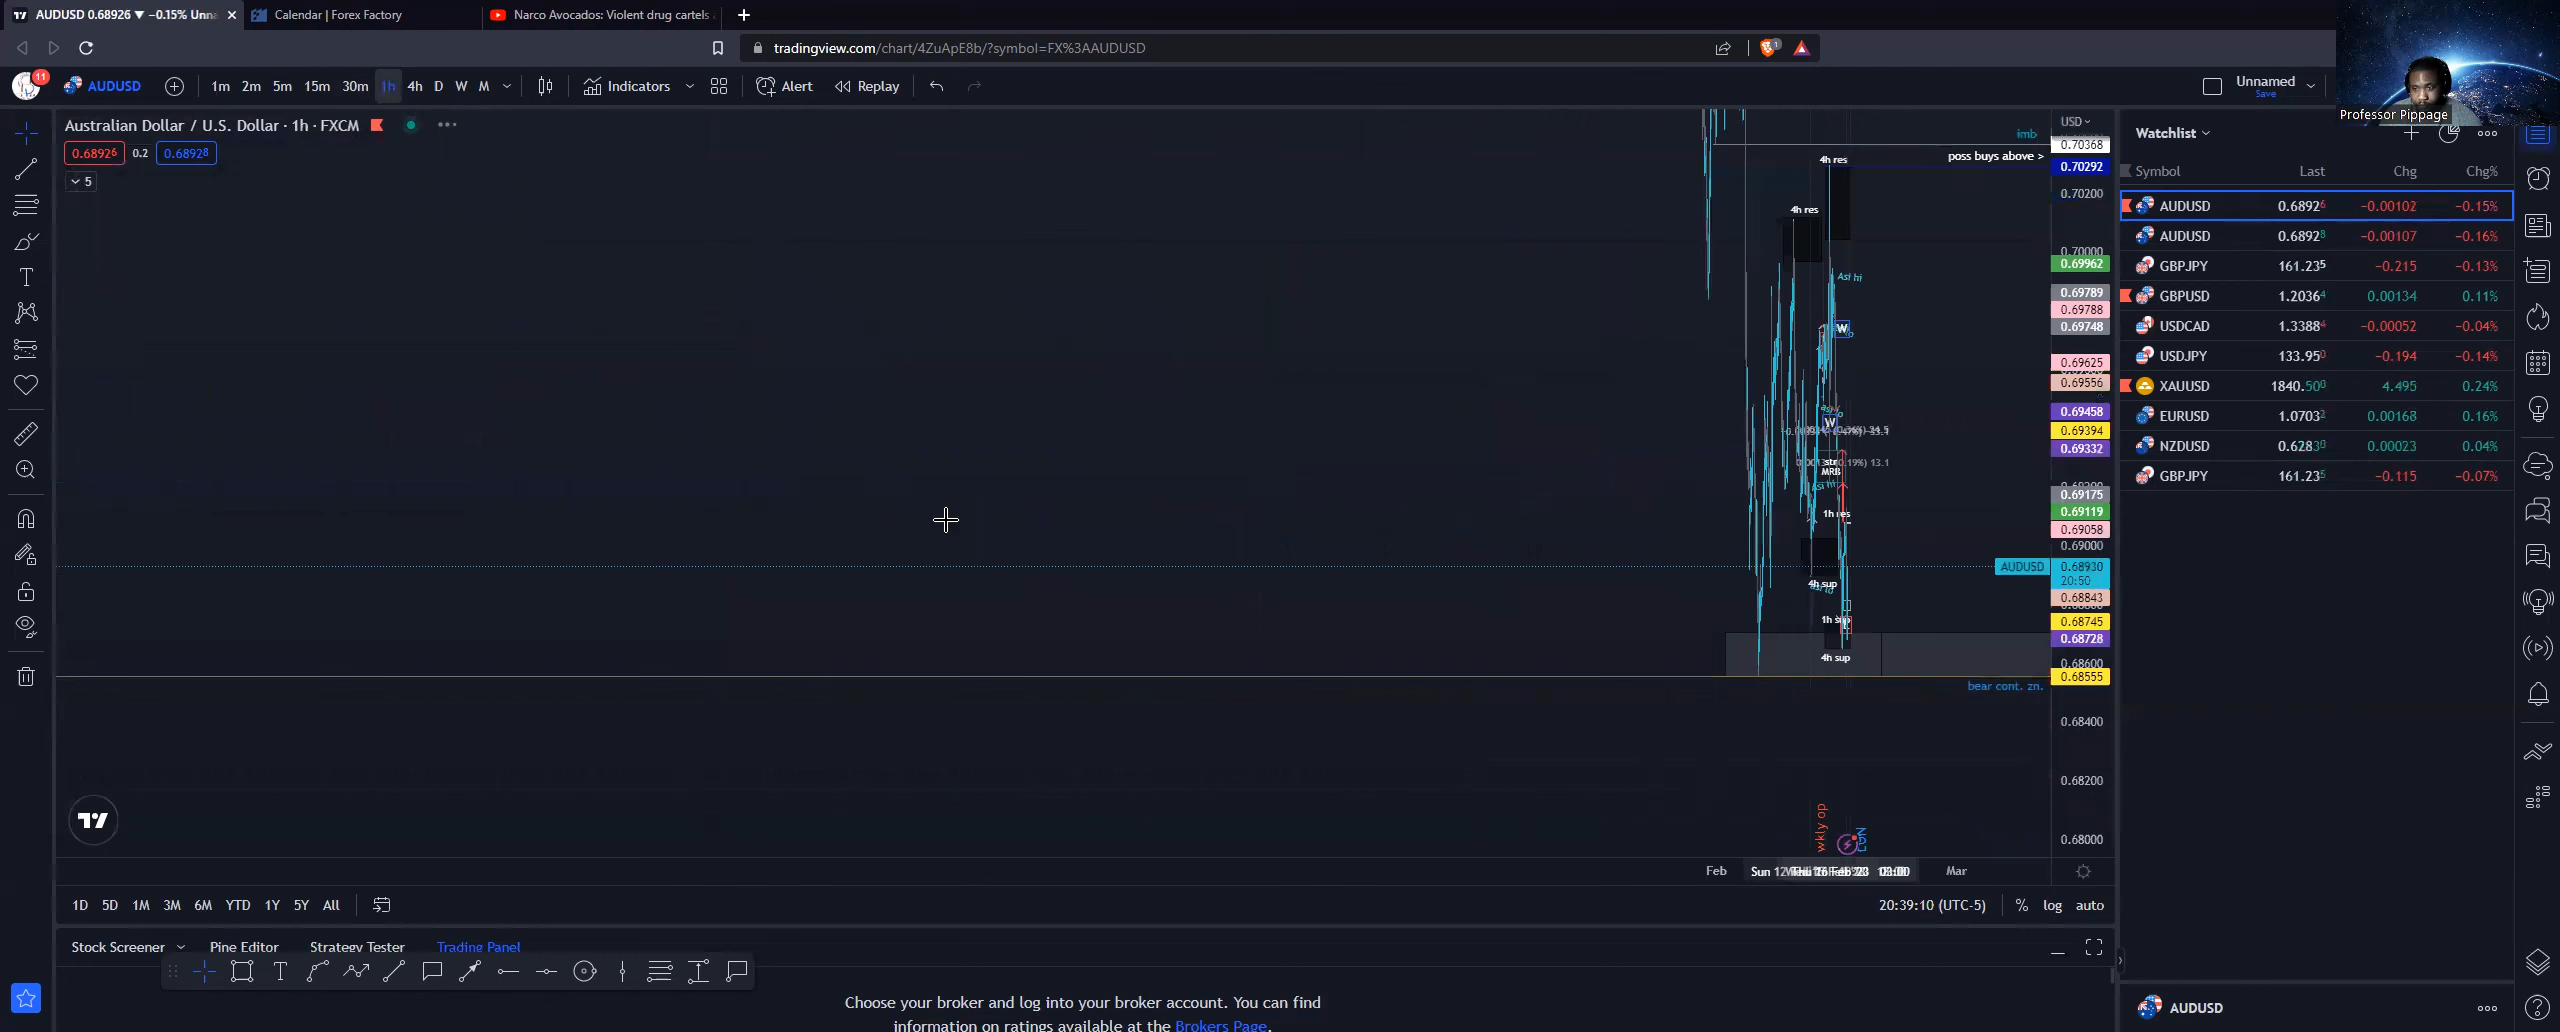 AUDUSD 0.68926 ▼ −0.15% Unna
Calendar | Forex Factory
Narco Avocados: Violent drug cartels
tradingview.com/chart/4ZuApE8b/?symbol=FX%3AAUDUSD
11
AUDUSD
1m 2m 5m 15m 30m 1h 4h D W M
Indicators
Alert
Replay
Unnamed
Save
Professor Pippage
Australian Dollar / U.S. Dollar · 1h · FXCM
0.68926 0.2 0.68928
5
USD
imb
0.70368
poss buys above >
4h res
0.70292
0.70200
4h res
0.70000
0.69962
Asi hi
0.69789
0.69788
0.69748
W
0.69625
0.69556
0.69458
W
0.69394
0.69332
MRB
0.69175
0.69119
1h res
0.69058
0.69000
AUDUSD 0.68930
20:50
4h sup
0.68843
1h sup
0.68745
0.68728
4h sup
0.68600
0.68555
bear cont. zn.
0.68400
0.68200
0.68000
wkly op
Feb
Mar
Watchlist
Symbol Last Chg Chg%
AUDUSD 0.68926 −0.00102 −0.15%
AUDUSD 0.68928 −0.00107 −0.16%
GBPJPY 161.235 −0.215 −0.13%
GBPUSD 1.20364 0.00134 0.11%
USDCAD 1.33884 −0.00052 −0.04%
USDJPY 133.950 −0.194 −0.14%
XAUUSD 1840.500 4.495 0.24%
EURUSD 1.07032 0.00168 0.16%
NZDUSD 0.62830 0.00023 0.04%
GBPJPY 161.235 −0.115 −0.07%
1D 5D 1M 3M 6M YTD 1Y 5Y All
20:39:10 (UTC-5)
% log auto
Stock Screener
Pine Editor
Strategy Tester
Trading Panel
Choose your broker and log into your broker account. You can find
information on ratings available at the Brokers Page.
AUDUSD